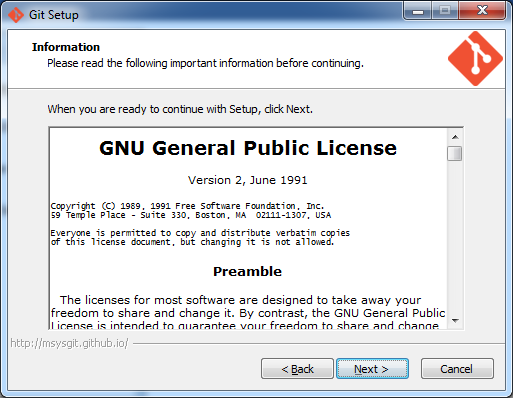 Git Setup
Information
Please read the following important information before continuing.
When you are ready to continue with Setup, click Next.
GNU General Public License
Version 2, June 1991
Copyright (C) 1989, 1991 Free Software Foundation, Inc.
59 Temple Place - Suite 330, Boston, MA  02111-1307, USA
Everyone is permitted to copy and distribute verbatim copies
of this license document, but changing it is not allowed.
Preamble
The licenses for most software are designed to take away your
freedom to share and change it. By contrast, the GNU General Public
License is intended to guarantee your freedom to share and change
http://msysgit.github.io/
< Back
Next >
Cancel